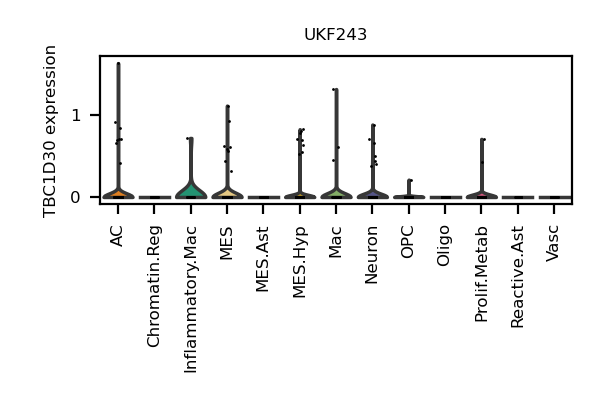 UKF243
TBC1D30 expression
1
0
AC
Chromatin.Reg
Inflammatory.Mac
MES
MES.Ast
MES.Hyp
Mac
Neuron
OPC
Oligo
Prolif.Metab
Reactive.Ast
Vasc